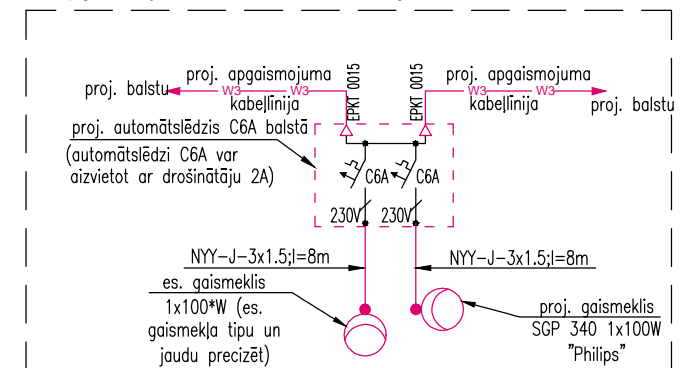 EPKT 0015
EPKT 0015
proj. apgaismojuma
proj. apgaismojuma
proj. balstu
W3
W3
W3
W3
proj. balstu
kabeļlīnija
kabeļlīnija
proj. automātslēdzis C6A balstā
(automātslēdzi C6A var
aizvietot ar drošinātāju 2A)
C6A
C6A
230V
230V
NYY-J-3x1.5;l=8m
NYY-J-3x1.5;l=8m
es. gaismeklis
1x100*W (es.
gaismekļa tipu un
jaudu precizēt)
proj. gaismeklis
SGP 340 1x100W
"Philips"